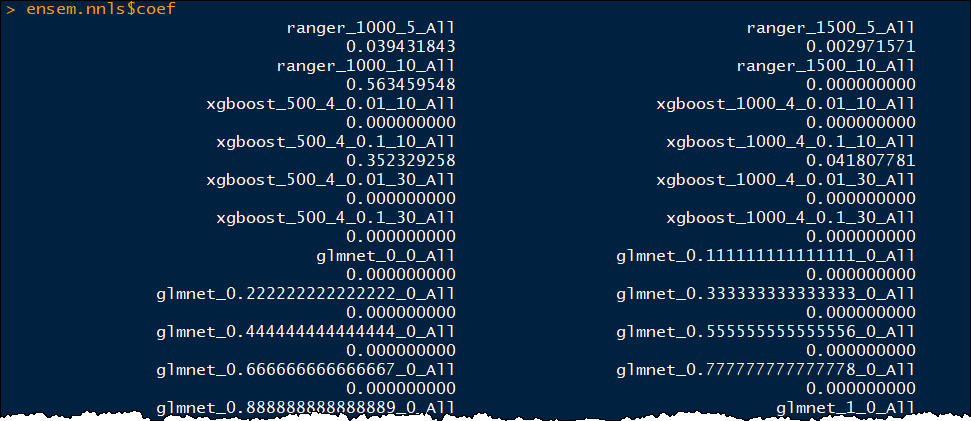 > ensem.nnls$coef
ranger_1000_5_All ranger_1500_5_All
0.039431843 0.002971571
ranger_1000_10_All ranger_1500_10_All
0.563459548 0.000000000
xgboost_500_4_0.01_10_All xgboost_1000_4_0.01_10_All
0.000000000 0.000000000
xgboost_500_4_0.1_10_All xgboost_1000_4_0.1_10_All
0.352329258 0.041807781
xgboost_500_4_0.01_30_All xgboost_1000_4_0.01_30_All
0.000000000 0.000000000
xgboost_500_4_0.1_30_All xgboost_1000_4_0.1_30_All
0.000000000 0.000000000
glmnet_0_0_All glmnet_0.111111111111111_0_All
0.000000000 0.000000000
glmnet_0.222222222222222_0_All glmnet_0.333333333333333_0_All
0.000000000 0.000000000
glmnet_0.444444444444444_0_All glmnet_0.555555555555556_0_All
0.000000000 0.000000000
glmnet_0.666666666666667_0_All glmnet_0.777777777777778_0_All
0.000000000 0.000000000
glmnet_0.888888888888889_0_All glmnet_1_0_All